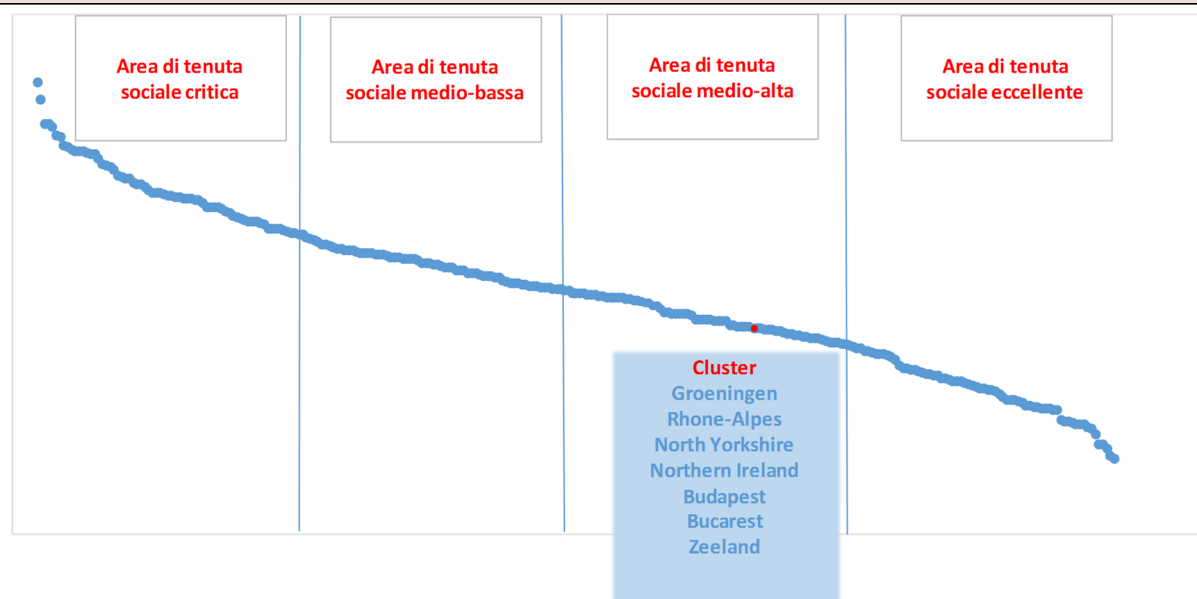 Area di tenuta
sociale critica
Area di tenuta
sociale medio-bassa
Area di tenuta
sociale medio-alta
Area di tenuta
sociale eccellente
Cluster
Groeningen
Rhone-Alpes
North Yorkshire
Northern Ireland
Budapest
Bucarest
Zeeland